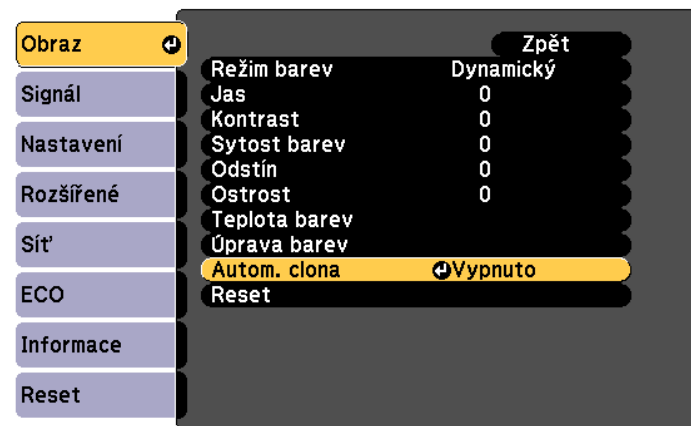 Obraz
Signál
Nastavení
Rozšířené
Síť
ECO
Informace
Reset
Zpět
Režim barev Dynamický
Jas 0
Kontrast 0
Sytost barev 0
Odstín 0
Ostrost 0
Teplota barev
Úprava barev
Autom. clona Vypnuto
Reset